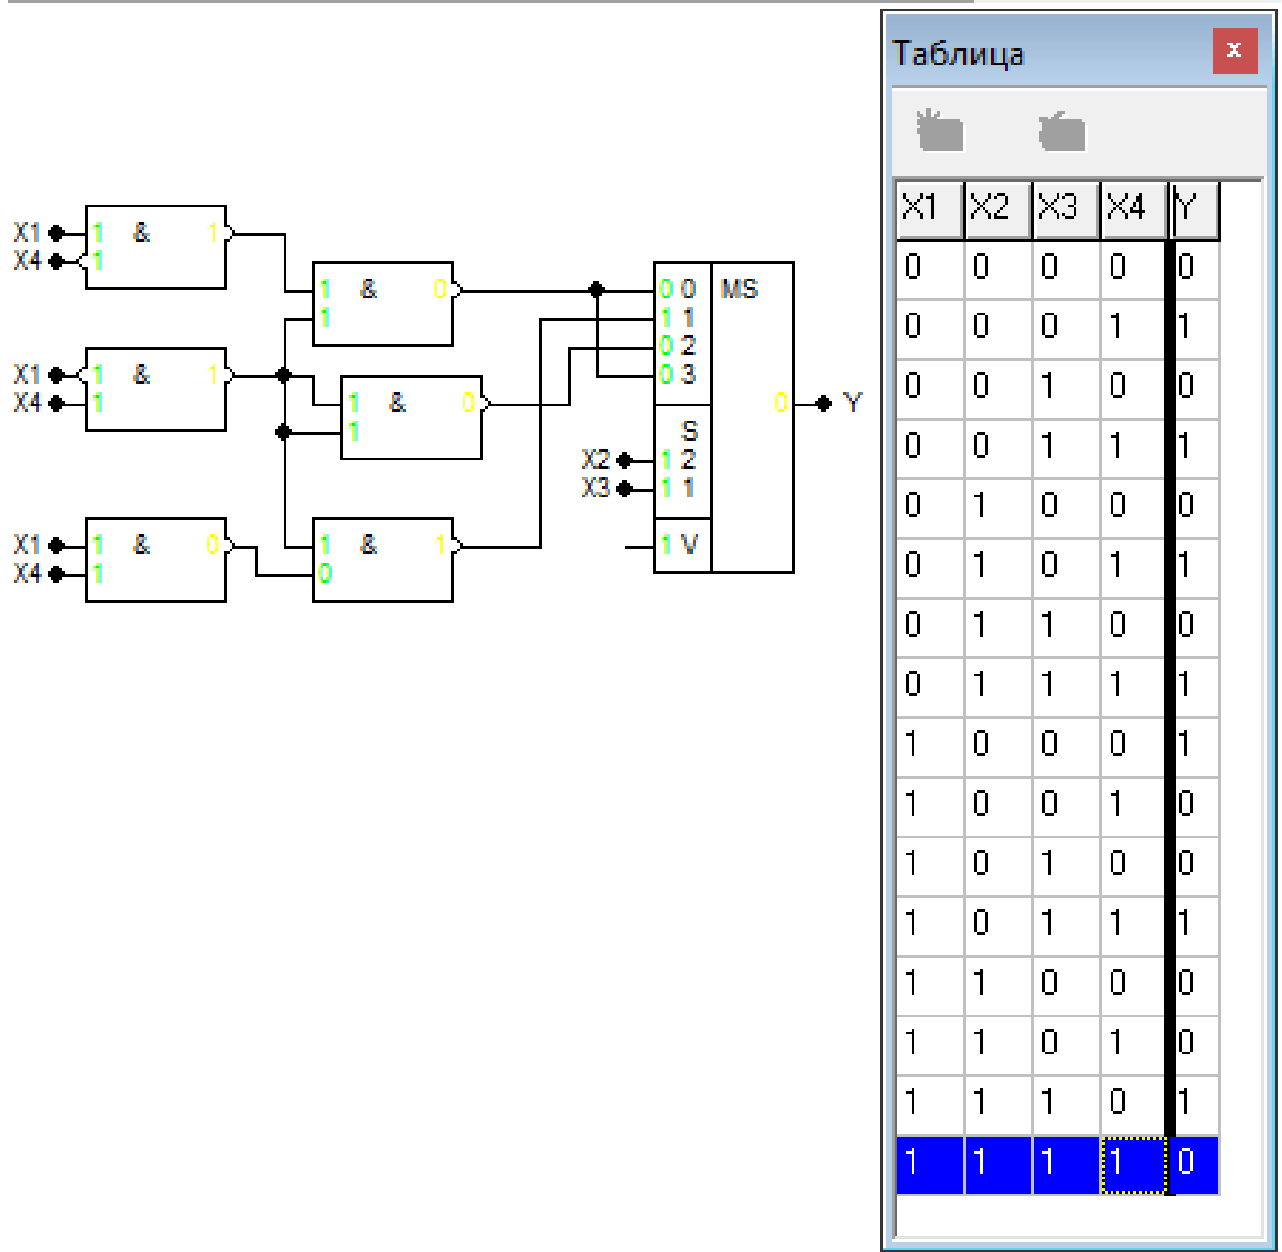 Таблица
x
X1 X2 X3 X4 Y
0 0 0 0 0
0 0 0 1 1
0 0 1 0 0
0 0 1 1 1
0 1 0 0 0
0 1 0 1 1
0 1 1 0 0
0 1 1 1 1
1 0 0 0 1
1 0 0 1 0
1 0 1 0 0
1 0 1 1 1
1 1 0 0 0
1 1 0 1 0
1 1 1 0 1
1 1 1 1 0
X1 1 & 1
X4 1
1 & 0
1
X1 1 & 1
X4 1
1 & 0
1
X1 1 & 0
X4 1
1 & 1
0
0 0 MS
1 1
0 2
0 3
0 Y
S
X2 1 2
X3 1 1
1 V